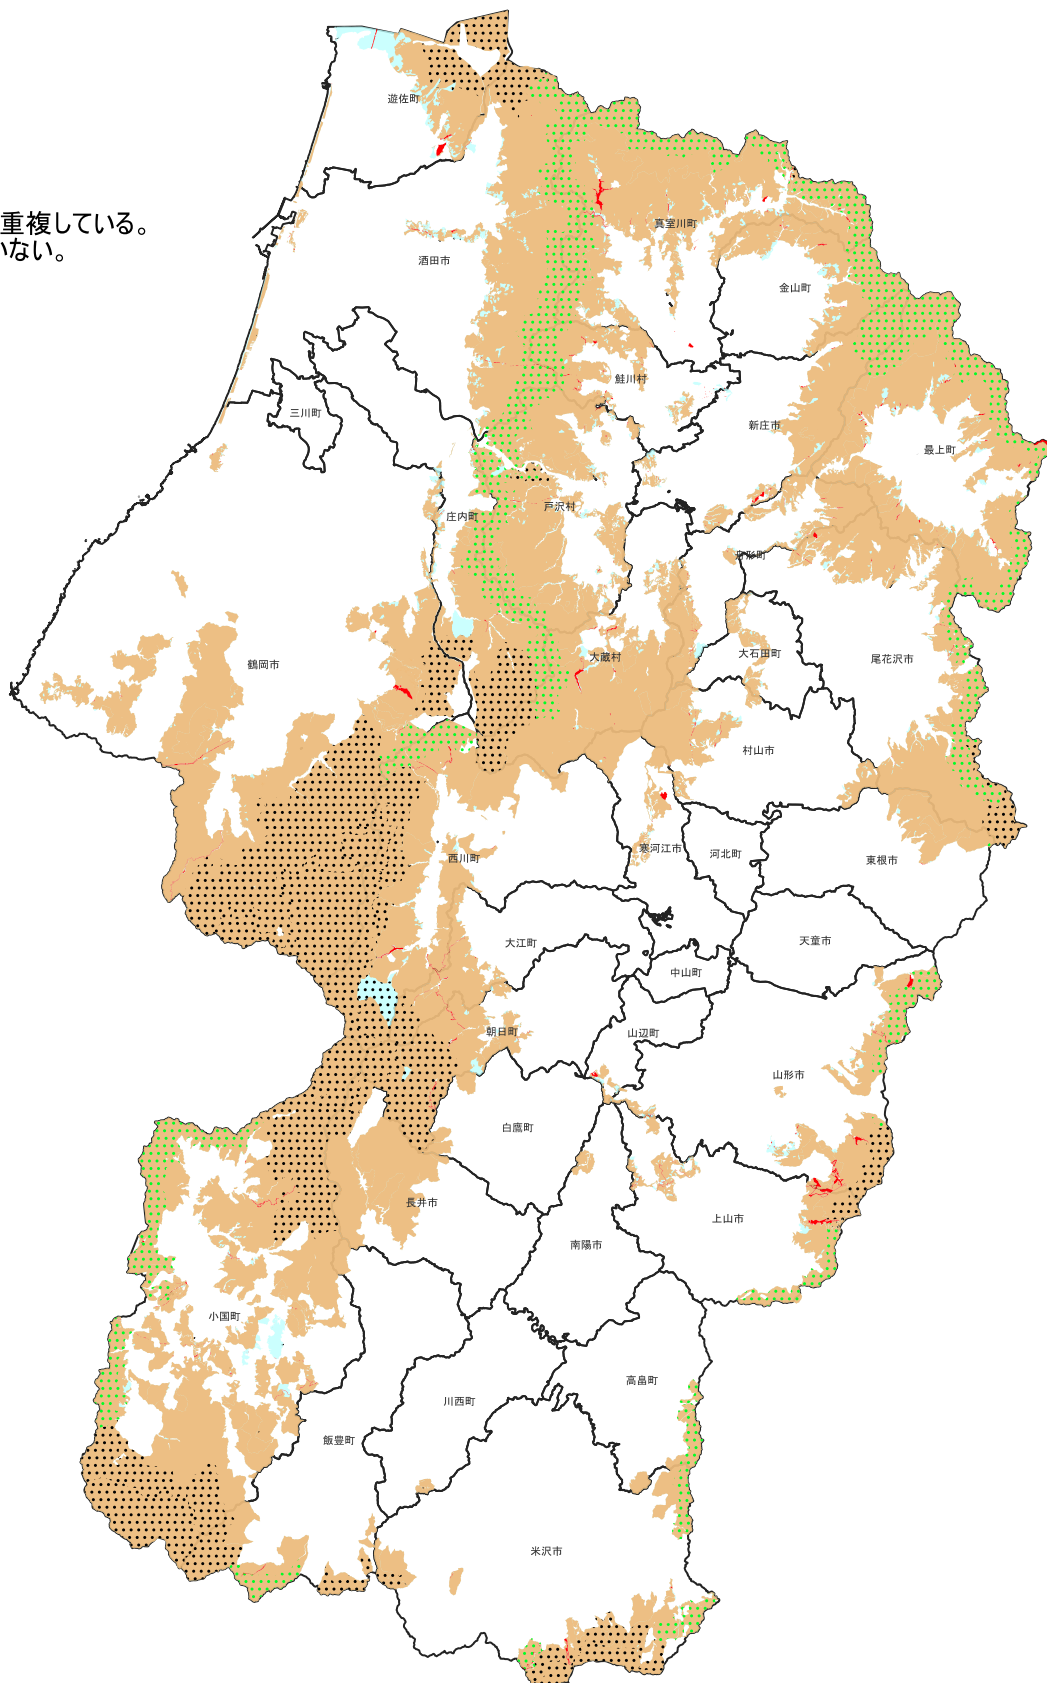 重複している。
いない。
遊佐町
酒田市
真室川町
金山町
鮭川村
三川町
新庄市
最上町
庄内町
戸沢村
舟形町
大蔵村
大石田町
尾花沢市
鶴岡市
村山市
西川町
寒河江市
河北町
東根市
大江町
天童市
中山町
朝日町
山辺町
山形市
白鷹町
長井市
上山市
南陽市
小国町
高畠町
川西町
飯豊町
米沢市